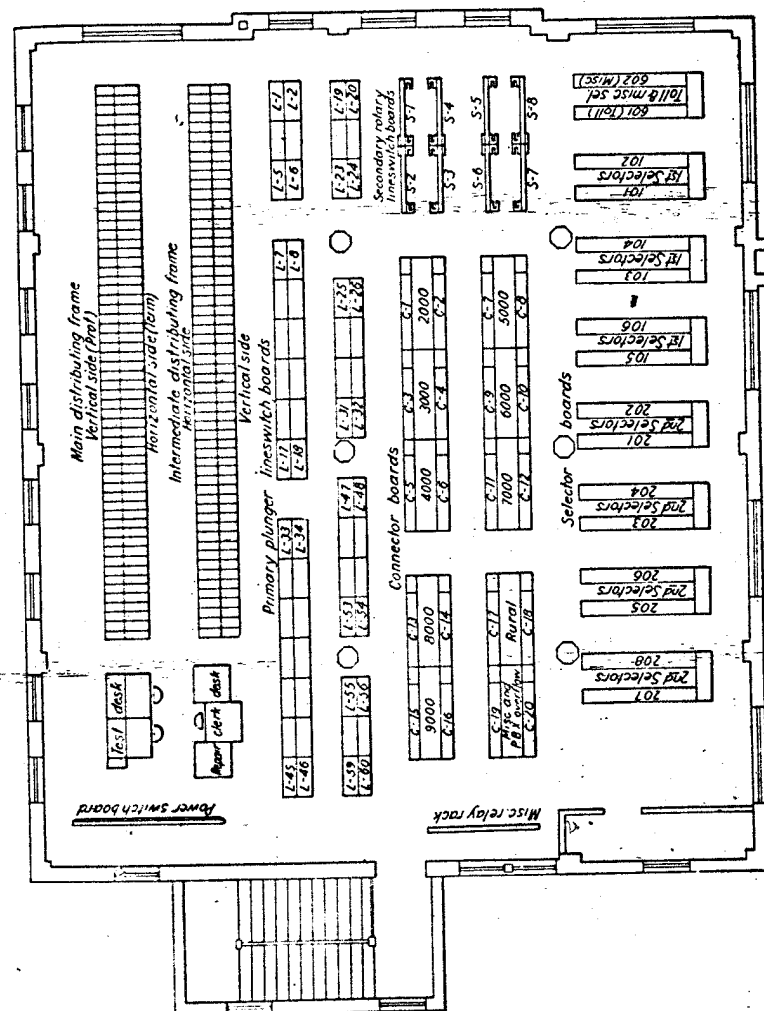 Main distributing frame
Vertical side (Prot)
Horizontal side (Term)
Intermediate distributing frame
Horizontal side
Vertical side
Test desk
Repair clerk desk
Power switchboard
Primary plunger lineswitch boards
L-1
L-2
L-5
L-6
L-7
L-8
L-17
L-18
L-33
L-34
L-45
L-46
L-19
L-20
L-23
L-24
L-25
L-26
L-31
L-32
L-47
L-48
L-53
L-54
L-55
L-56
L-59
L-60
Secondary rotary
lineswitch boards
S-1
S-2
S-4
S-3
S-5
S-6
S-8
S-7
Connector boards
C-1
2000
C-2
C-3
3000
C-4
C-5
4000
C-6
C-7
5000
C-8
C-9
6000
C-10
C-11
7000
C-12
C-13
8000
C-14
C-15
9000
C-16
C-17
Rural
C-18
C-19
Misc and
P.B.X overflow
C-20
Misc. relay rack
Selector boards
602 (Misc)
Toll & misc sel
601 (Toll)
102
1st Selectors
101
104
1st Selectors
103
106
1st Selectors
105
202
2nd Selectors
201
204
2nd Selectors
203
206
2nd Selectors
205
208
2nd Selectors
207